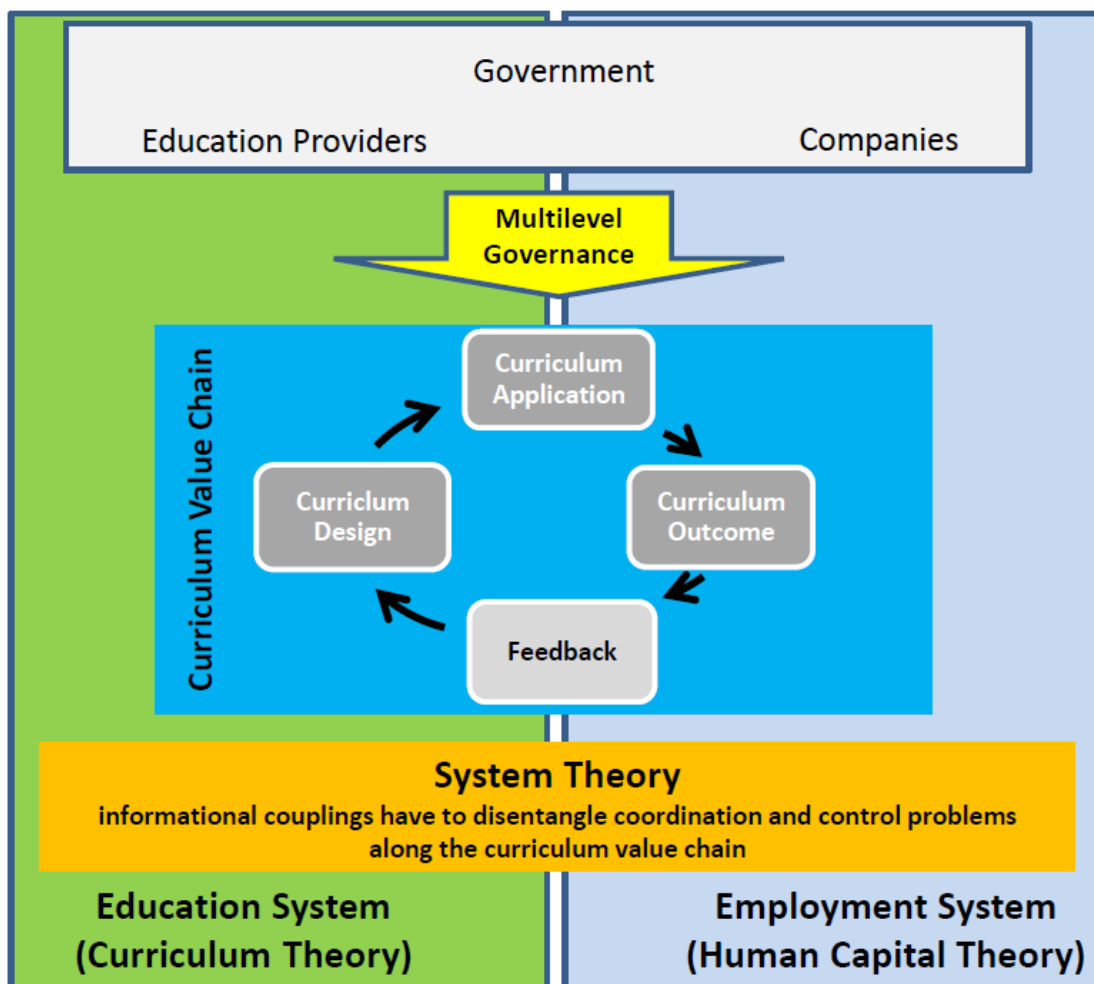 Government
Education Providers
Companies
Multilevel
Governance
Curriculum Value Chain
Curriculum
Application
Curriclum
Design
Curriculum
Outcome
Feedback
System Theory
informational couplings have to disentangle coordination and control problems
along the curriculum value chain
Education System
(Curriculum Theory)
Employment System
(Human Capital Theory)